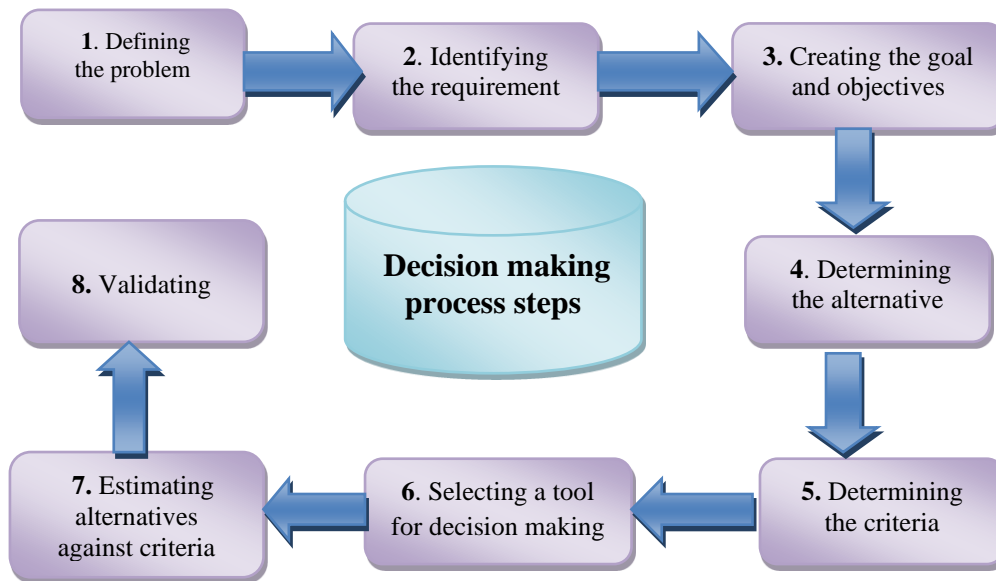 1. Defining
the problem
2. Identifying
the requirement
3. Creating the goal
and objectives
4. Determining
the alternative
5. Determining
the criteria
6. Selecting a tool
for decision making
7. Estimating
alternatives
against criteria
8. Validating
Decision making
process steps